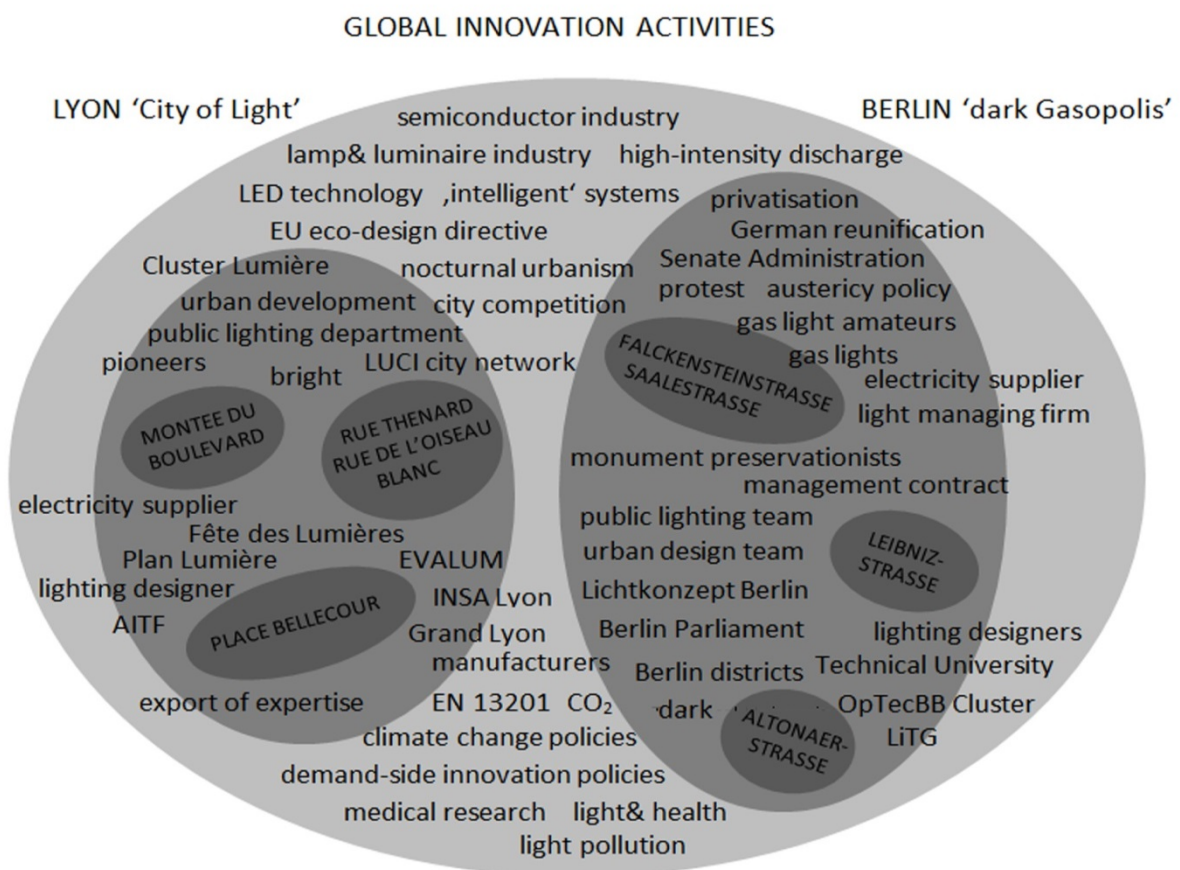 GLOBAL INNOVATION ACTIVITIES
LYON 'City of Light'
BERLIN 'dark Gasopolis'
semiconductor industry
lamp& luminaire industry
high-intensity discharge
LED technology
‚intelligent‘ systems
privatisation
EU eco-design directive
German reunification
Cluster Lumière
nocturnal urbanism
Senate Administration
urban development
city competition
protest
austericy policy
public lighting department
gas light amateurs
pioneers
bright
LUCI city network
gas lights
FALCKENSTEINSTRASSE
SAALESTRASSE
electricity supplier
light managing firm
MONTEE DU
BOULEVARD
RUE THENARD
RUE DE L'OISEAU
BLANC
monument preservationists
management contract
electricity supplier
public lighting team
Fête des Lumières
urban design team
LEIBNIZ-
STRASSE
Plan Lumière
EVALUM
lighting designer
INSA Lyon
Lichtkonzept Berlin
AITF
PLACE BELLECOUR
Grand Lyon
manufacturers
Berlin Parliament
lighting designers
Berlin districts
Technical University
export of expertise
EN 13201
CO₂
dark
OpTecBB Cluster
ALTONAER-
STRASSE
LiTG
climate change policies
demand-side innovation policies
medical research
light& health
light pollution